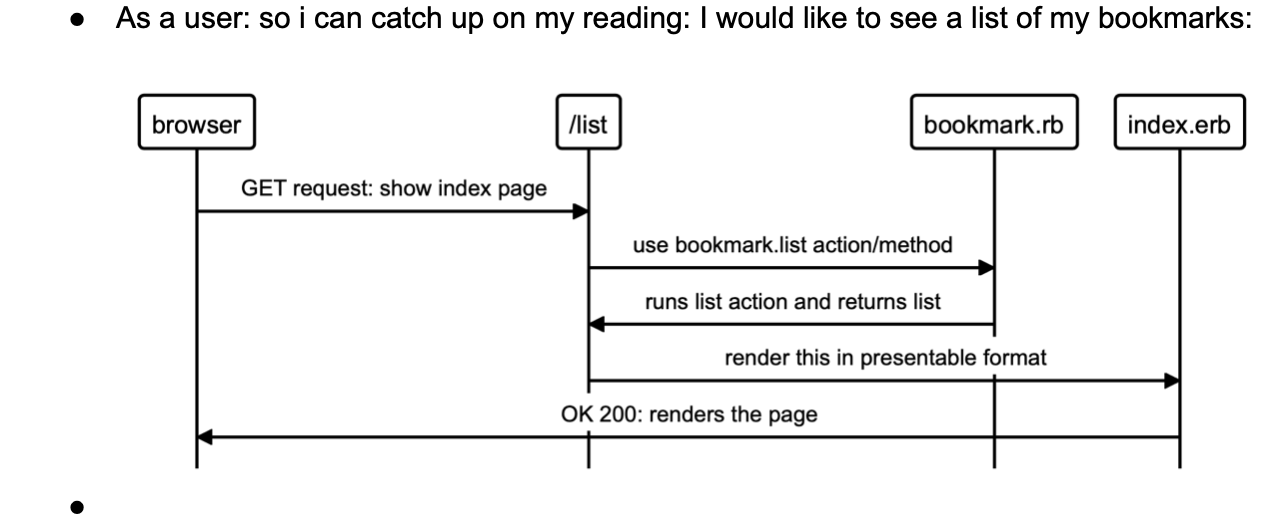 As a user: so i can catch up on my reading: I would like to see a list of my bookmarks:
browser
/list
bookmark.rb
index.erb
GET request: show index page
use bookmark.list action/method
runs list action and returns list
render this in presentable format
OK 200: renders the page